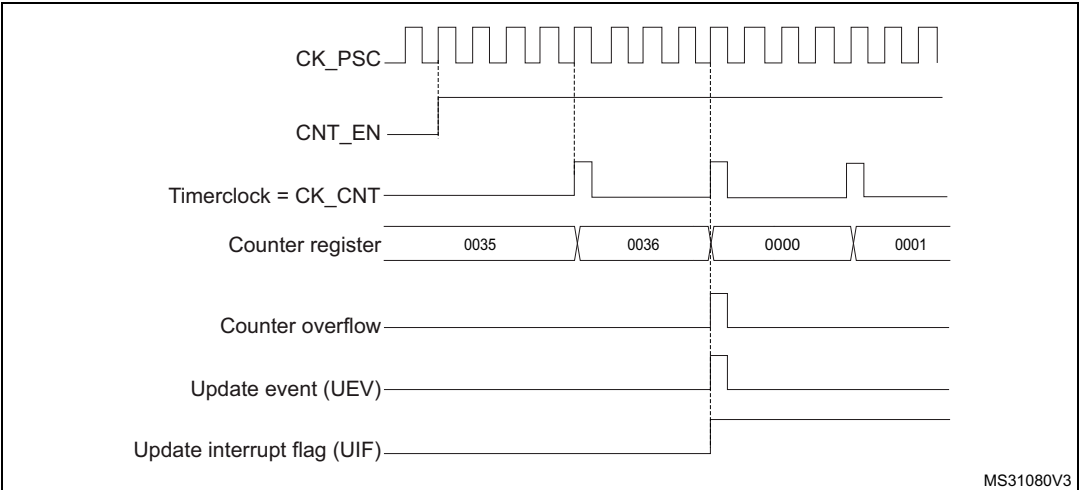 CK_PSC
CNT_EN
Timerclock = CK_CNT
Counter register 0035 0036 0000 0001
Counter overflow
Update event (UEV)
Update interrupt flag (UIF)
MS31080V3